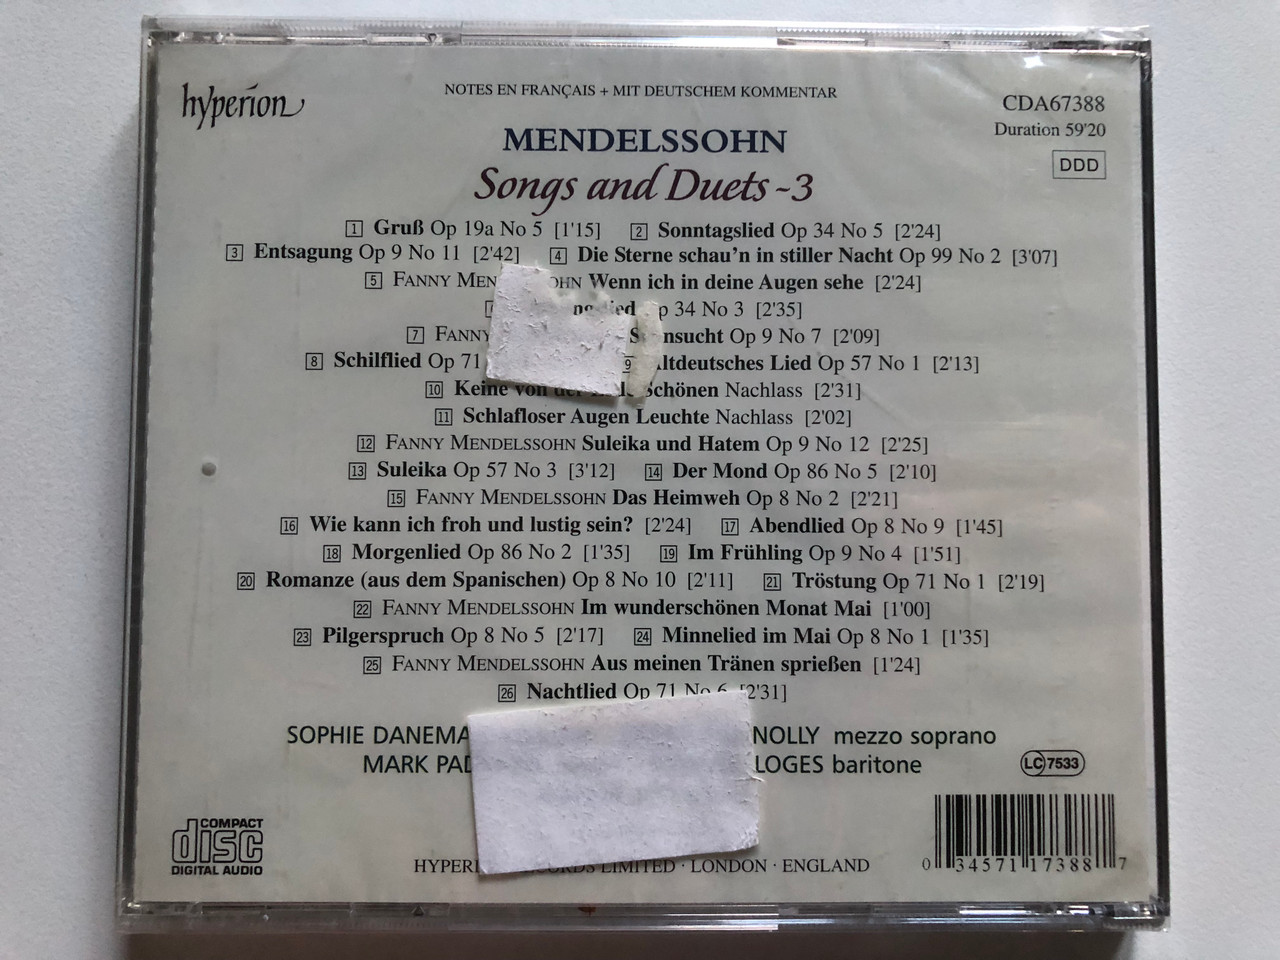 hyperion
NOTES EN FRANÇAIS + MIT DEUTSCHEM KOMMENTAR
CDA67388
Duration 59'20
DDD
MENDELSSOHN
Songs and Duets ~ 3
1 Gruß Op 19a No 5 [1'15] 2 Sonntagslied Op 34 No 5 [2'24]
3 Entsagung Op 9 No 11 [2'42] 4 Die Sterne schau'n in stiller Nacht Op 99 No 2 [3'07]
5 FANNY MEN OHN Wenn ich in deine Augen sehe [2'24]
Op 34 No 3 [2'35]
7 FANNY Op 9 No 7 [2'09]
8 Schilflied Op 71 9 Altdeutsches Lied Op 57 No 1 [2'13]
10 Keine von der Erde Schönen Nachlass [2'31]
11 Schlafloser Augen Leuchte Nachlass [2'02]
12 FANNY MENDELSSOHN Suleika und Hatem Op 9 No 12 [2'25]
13 Suleika Op 57 No 3 [3'12] 14 Der Mond Op 86 No 5 [2'10]
15 FANNY MENDELSSOHN Das Heimweh Op 8 No 2 [2'21]
16 Wie kann ich froh und lustig sein? [2'24] 17 Abendlied Op 8 No 9 [1'45]
18 Morgenlied Op 86 No 2 [1'35] 19 Im Frühling Op 9 No 4 [1'51]
20 Romanze (aus dem Spanischen) Op 8 No 10 [2'11] 21 Tröstung Op 71 No 1 [2'19]
22 FANNY MENDELSSOHN Im wunderschönen Monat Mai [1'00]
23 Pilgerspruch Op 8 No 5 [2'17] 24 Minnelied im Mai Op 8 No 1 [1'35]
25 FANNY MENDELSSOHN Aus meinen Tränen sprießen [1'24]
26 Nachtlied Op 71 No 6 [2'31]
SOPHIE DANEMA NOLLY mezzo soprano
MARK PAD LOGES baritone
LC 7533
COMPACT
disc
DIGITAL AUDIO
HYPERION RECORDS LIMITED · LONDON · ENGLAND
0 34571 17388 7